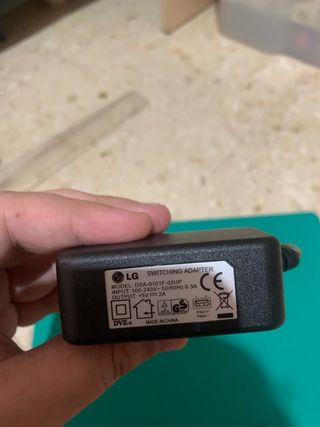 LG SWITCHING ADAPTER
MODEL: DSA-0101F-05UP
INPUT: 100-240V~ 50/60Hz 0.3A
OUTPUT: +5V⎓2A
CE
DVE®
MADE IN CHINA